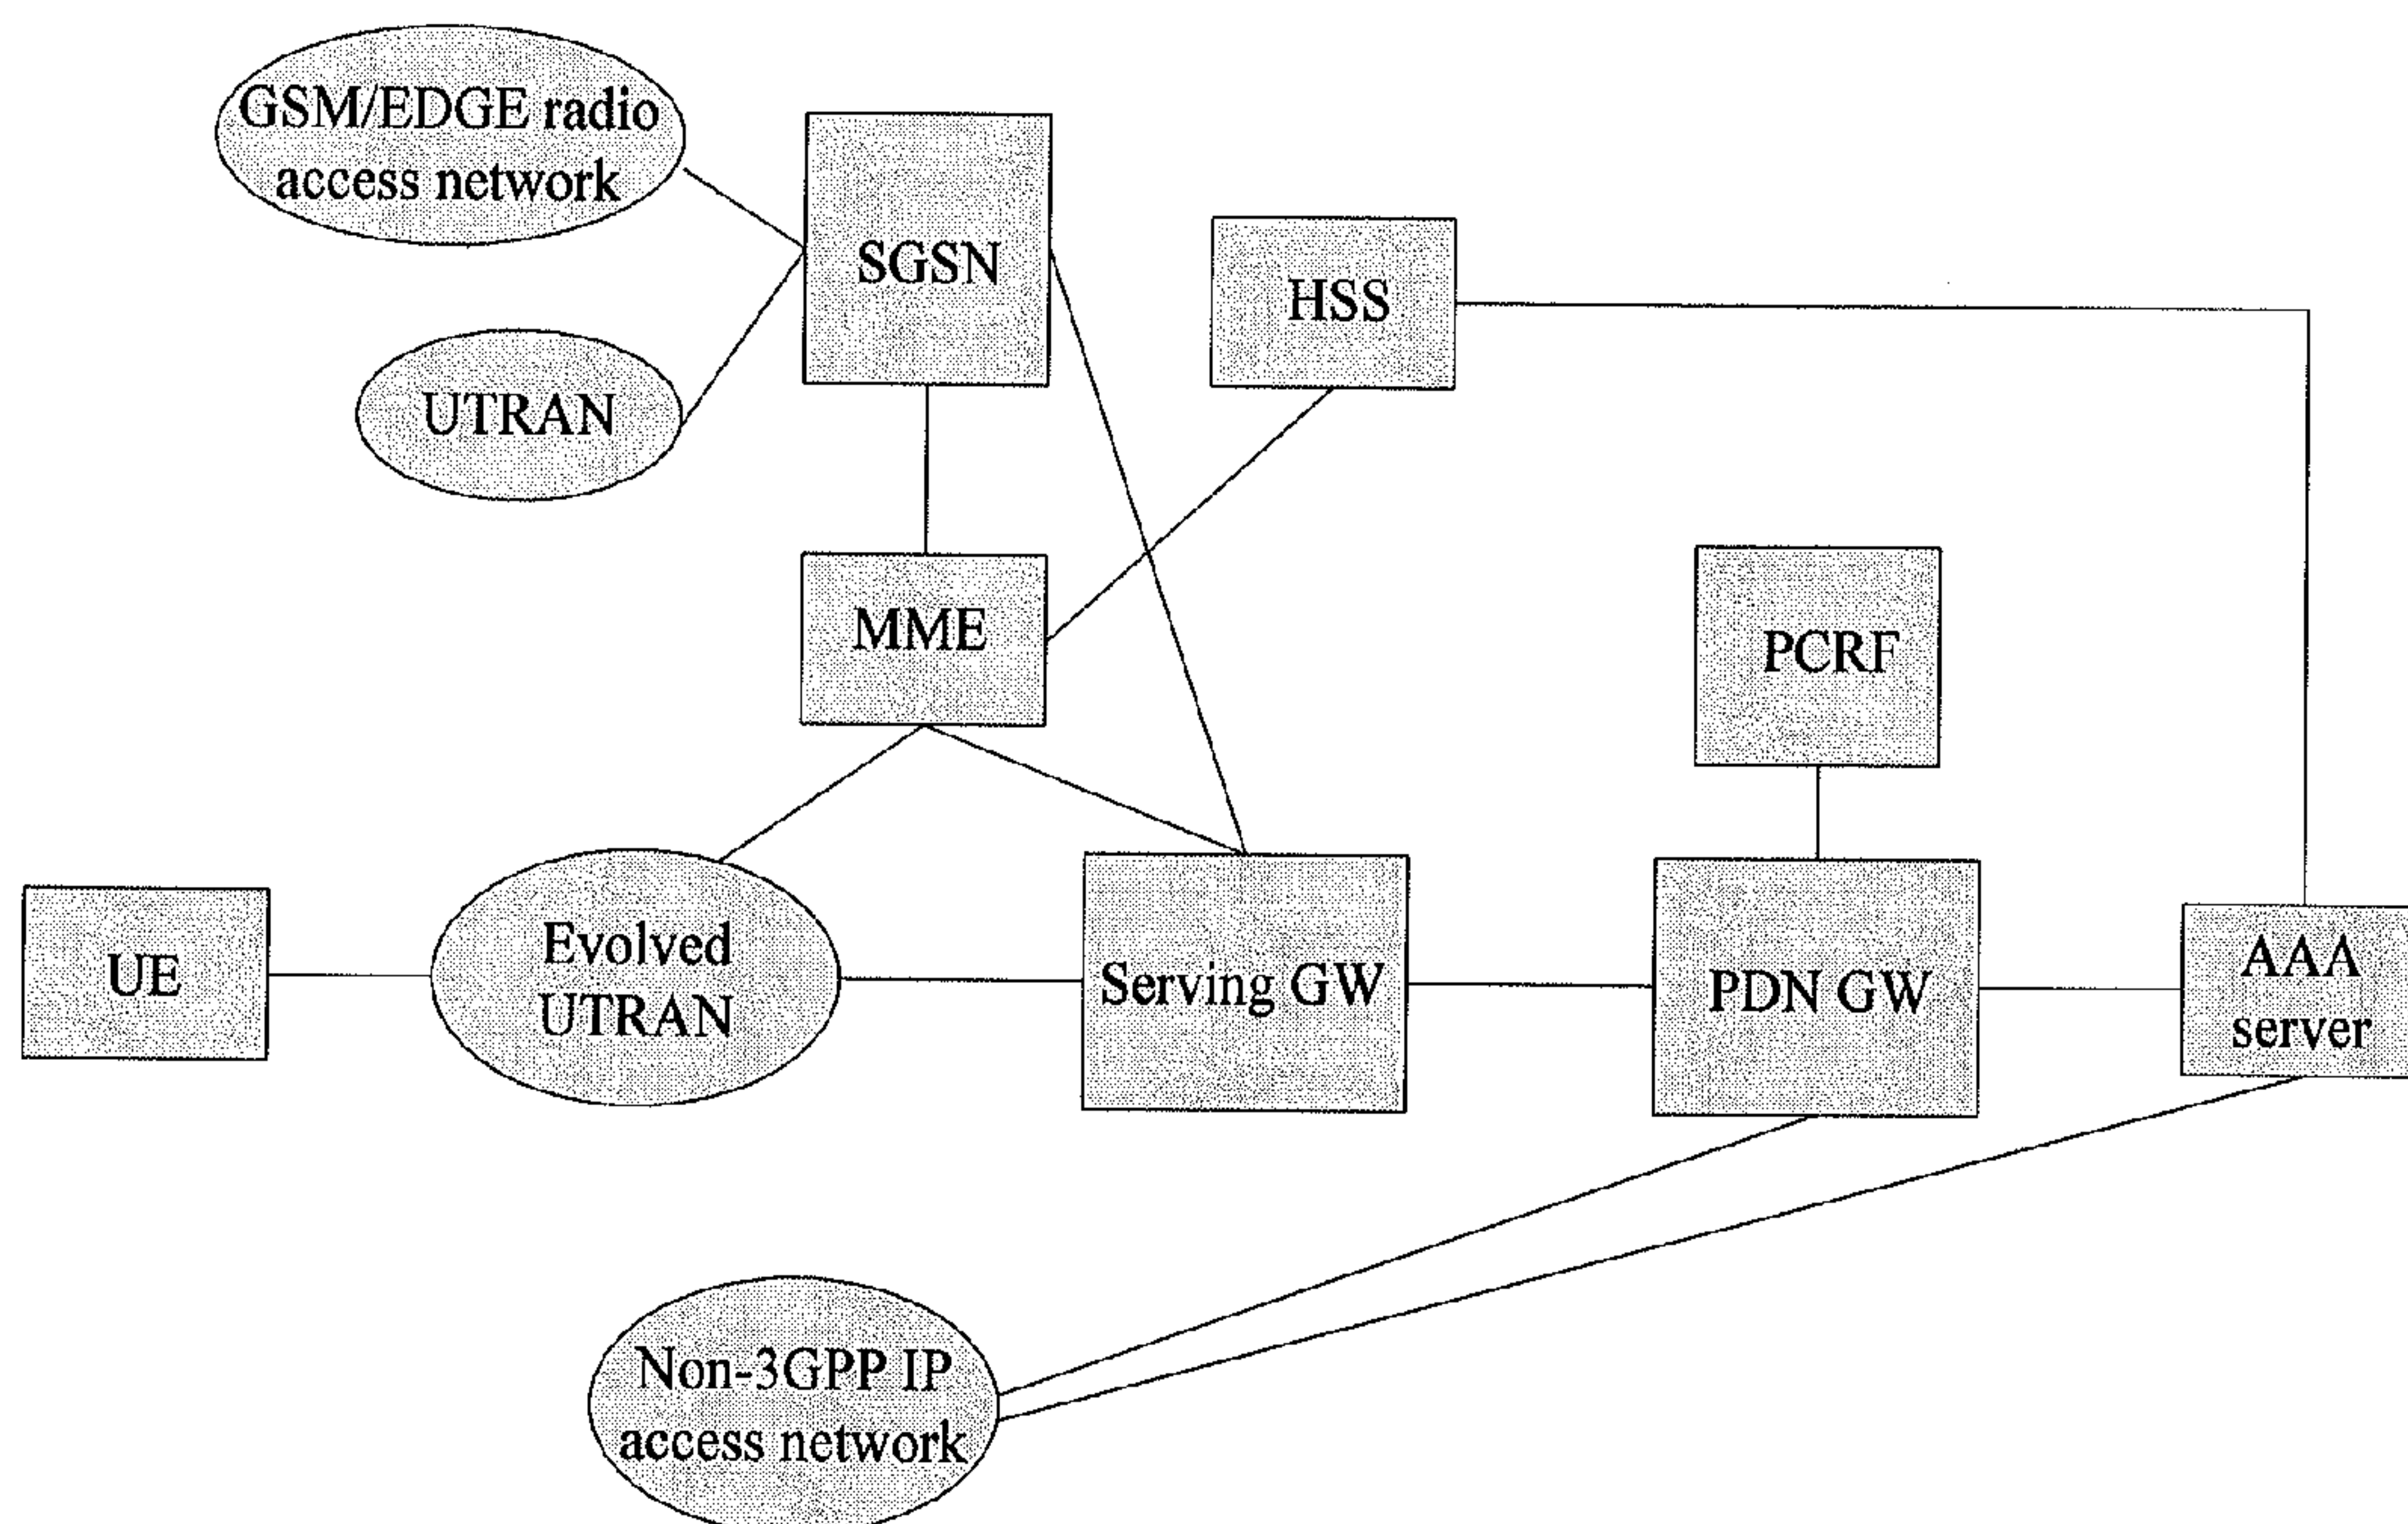 GSM/EDGE radio
access network
SGSN
HSS
UTRAN
MME
PCRF
UE
Evolved
UTRAN
Serving GW
PDN GW
AAA
server
Non-3GPP IP
access network